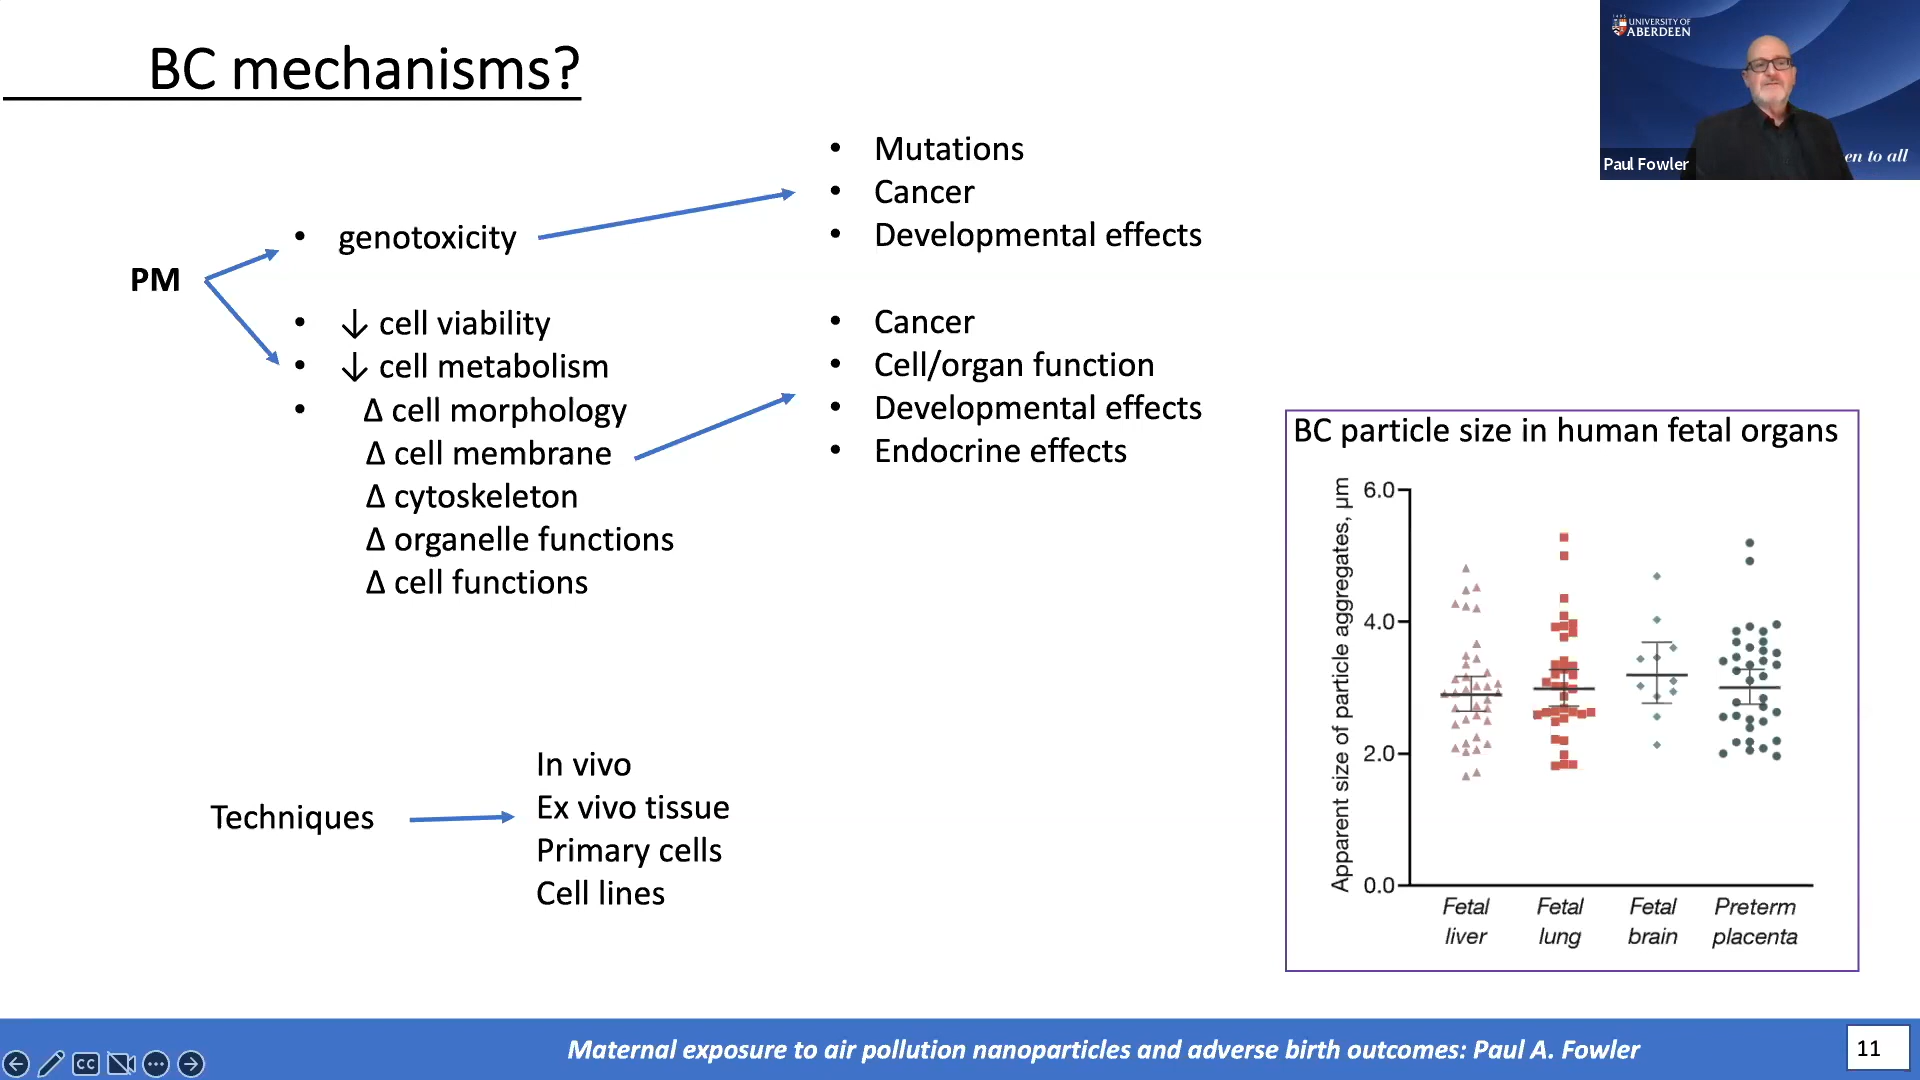 BC mechanisms?
PM
• genotoxicity
• ↓ cell viability
• ↓ cell metabolism
• Δ cell morphology
Δ cell membrane
Δ cytoskeleton
Δ organelle functions
Δ cell functions
• Mutations
• Cancer
• Developmental effects
• Cancer
• Cell/organ function
• Developmental effects
• Endocrine effects
Techniques
In vivo
Ex vivo tissue
Primary cells
Cell lines
BC particle size in human fetal organs
Apparent size of particle aggregates, μm
6.0
4.0
2.0
0.0
Fetal liver
Fetal lung
Fetal brain
Preterm placenta
1495
UNIVERSITY OF
ABERDEEN
en to all
Paul Fowler
CC
Maternal exposure to air pollution nanoparticles and adverse birth outcomes: Paul A. Fowler
11